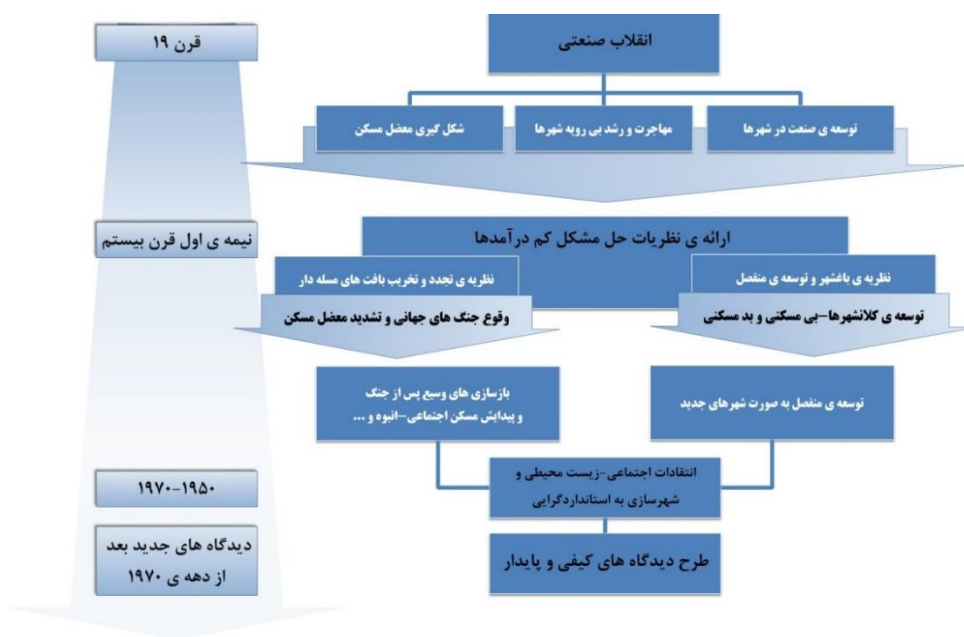 قرن ۱۹
انقلاب صنعتی
توسعه ی صنعت در شهرها
مهاجرت و رشد بی رویه شهرها
شکل گیری معضل مسکن
نیمه ی اول قرن بیستم
ارائه ی نظریات حل مشکل کم درآمدها
نظریه ی باغشهر و توسعه ی منفصل
نظریه ی تجدد و تخریب بافت های مسله دار
توسعه ی کلانشهرها-بی مسکنی و بد مسکنی
وقوع جنگ های جهانی و تشدید معضل مسکن
توسعه ی منفصل به صورت شهرهای جدید
بازسازی های وسیع پس از جنگ
و پیدایش مسکن اجتماعی-انبوه و ...
۱۹۵۰-۱۹۷۰
انتقادات اجتماعی-زیست محیطی و
شهرسازی به استانداردگرایی
دیدگاه های جدید بعد
از دهه ی ۱۹۷۰
طرح دیدگاه های کیفی و پایدار